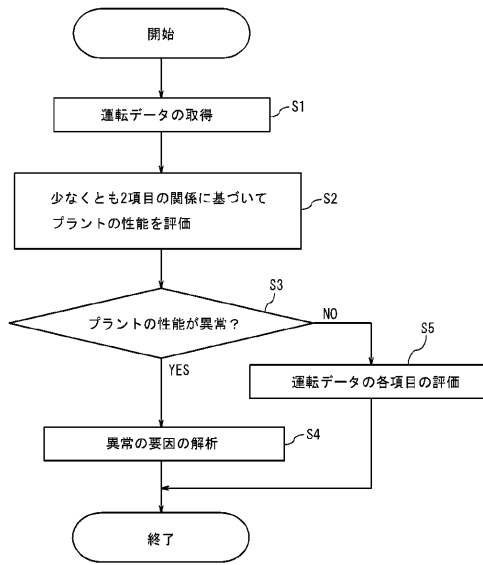 開始
運転データの取得
S1
少なくとも2項目の関係に基づいて
プラントの性能を評価
S2
プラントの性能が異常?
S3
NO
YES
S5
運転データの各項目の評価
異常の要因の解析
S4
終了